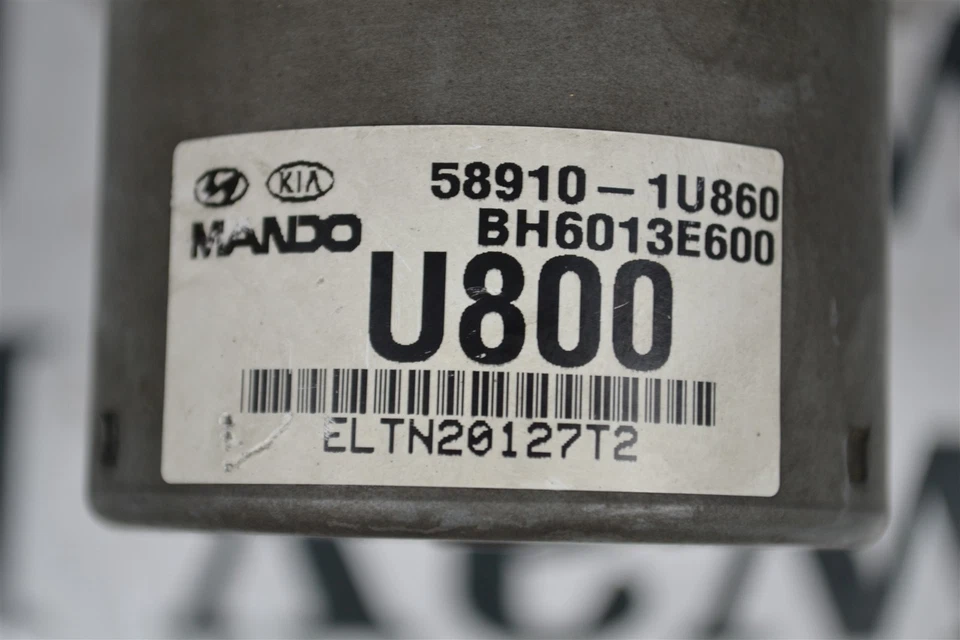 KIA 58910-1U860
MANDO BH6013E600
U800
ELTN20127T2